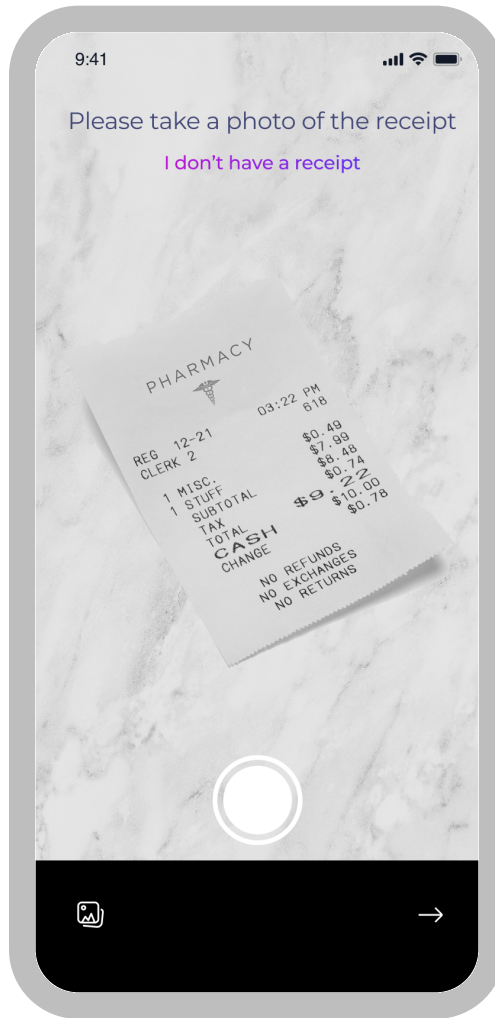 9:41
Please take a photo of the receipt
I don't have a receipt
PHARMACY
03:22 PM
REG 12-21 618
CLERK 2
1 MISC. $0.49
1 STUFF $7.99
SUBTOTAL $8.48
TAX $0.74
TOTAL $9.22
CASH $10.00
CHANGE $0.78
NO REFUNDS
NO EXCHANGES
NO RETURNS